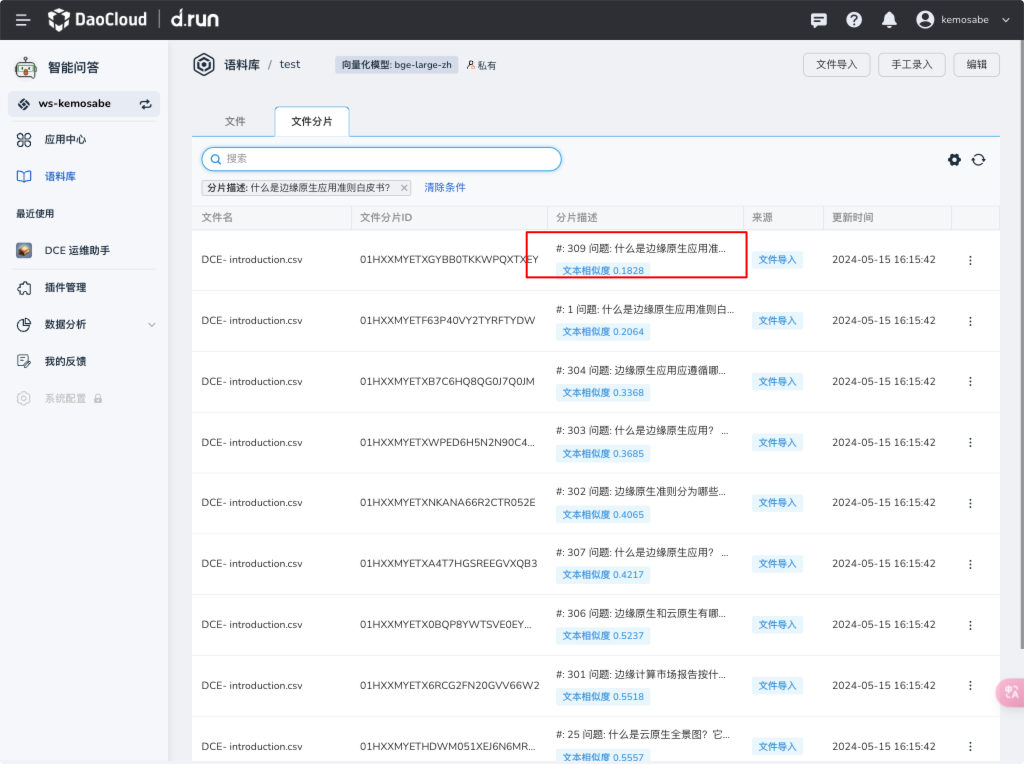 DaoCloud | d.run
kemosabe
智能问答
ws-kemosabe
应用中心
语料库
最近使用
DCE 运维助手
插件管理
数据分析
我的反馈
系统配置
语料库 / test
向量化模型: bge-large-zh
私有
文件导入
手工录入
编辑
文件
文件分片
搜索
分片描述: 什么是边缘原生应用准则白皮书?
清除条件
文件名 文件分片ID 分片描述 来源 更新时间
DCE- introduction.csv 01HXXMYETXGYBB0TKKWPQXTXEY #: 309 问题: 什么是边缘原生应用准... 文件导入 2024-05-15 16:15:42
文本相似度 0.1828
DCE- introduction.csv 01HXXMYETF63P40VY2TYRFTYDW #: 1 问题: 什么是边缘原生应用准则白... 文件导入 2024-05-15 16:15:42
文本相似度 0.2064
DCE- introduction.csv 01HXXMYETXB7C6HQ8QG0J7Q0JM #: 304 问题: 边缘原生应用应遵循哪... 文件导入 2024-05-15 16:15:42
文本相似度 0.3368
DCE- introduction.csv 01HXXMYETXWPED6H5N2N90C4... #: 303 问题: 什么是边缘原生应用? ... 文件导入 2024-05-15 16:15:42
文本相似度 0.3685
DCE- introduction.csv 01HXXMYETXNKANA66R2CTR052E #: 302 问题: 边缘原生准则分为哪些... 文件导入 2024-05-15 16:15:42
文本相似度 0.4065
DCE- introduction.csv 01HXXMYETXA4T7HGSREEGVXQB3 #: 307 问题: 什么是边缘原生应用? ... 文件导入 2024-05-15 16:15:42
文本相似度 0.4217
DCE- introduction.csv 01HXXMYETX0BQP8YWTSVE0EY... #: 306 问题: 边缘原生和云原生有哪... 文件导入 2024-05-15 16:15:42
文本相似度 0.5237
DCE- introduction.csv 01HXXMYETX6RCG2FN20GVV66W2 #: 301 问题: 边缘计算市场报告按什... 文件导入 2024-05-15 16:15:42
文本相似度 0.5518
DCE- introduction.csv 01HXXMYETHDWM051XEJ6N6MR... #: 25 问题: 什么是云原生全景图? 它... 文件导入 2024-05-15 16:15:42
文本相似度 0.5557